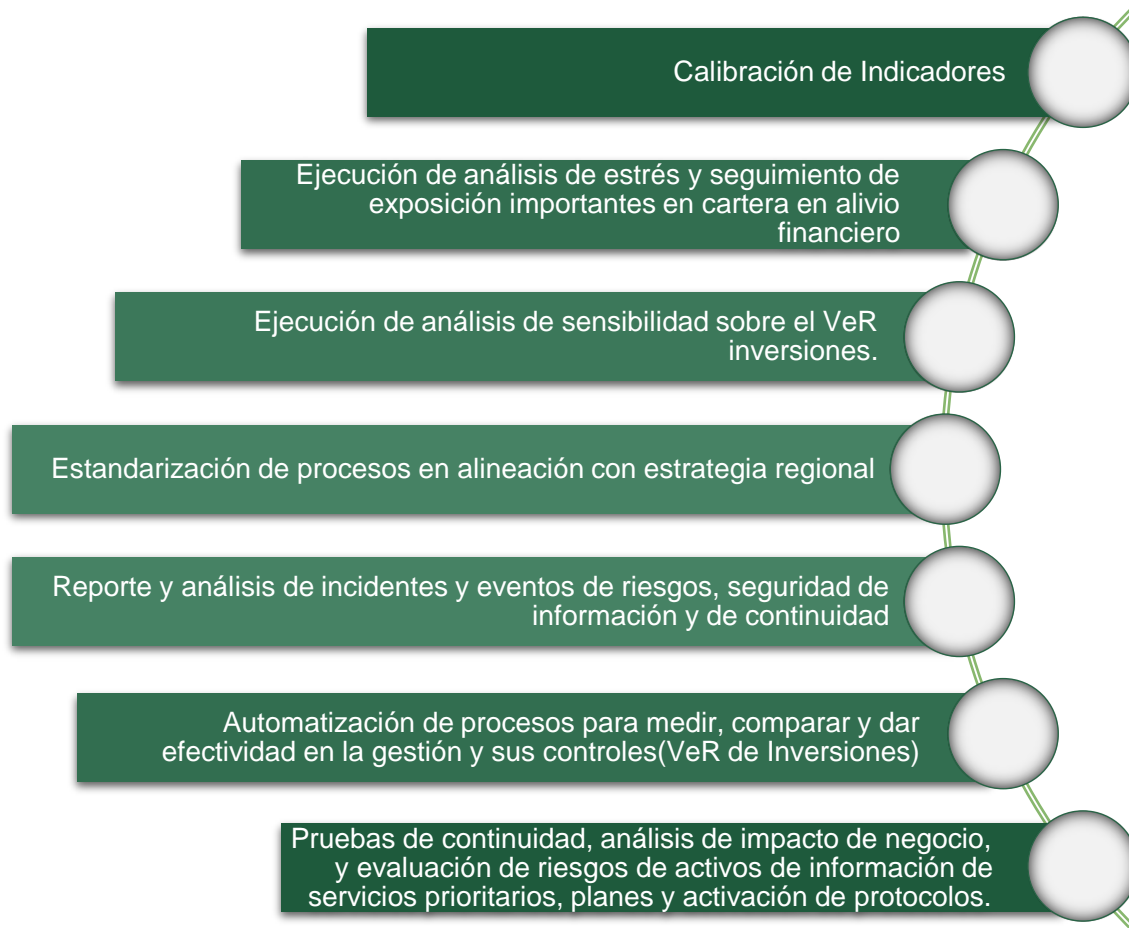 Calibración de Indicadores
Ejecución de análisis de estrés y seguimiento de
exposición importantes en cartera en alivio
financiero
Ejecución de análisis de sensibilidad sobre el VeR
inversiones.
Estandarización de procesos en alineación con estrategia regional
Reporte y análisis de incidentes y eventos de riesgos, seguridad de
información y de continuidad
Automatización de procesos para medir, comparar y dar
efectividad en la gestión y sus controles(VeR de Inversiones)
Pruebas de continuidad, análisis de impacto de negocio,
y evaluación de riesgos de activos de información de
servicios prioritarios, planes y activación de protocolos.